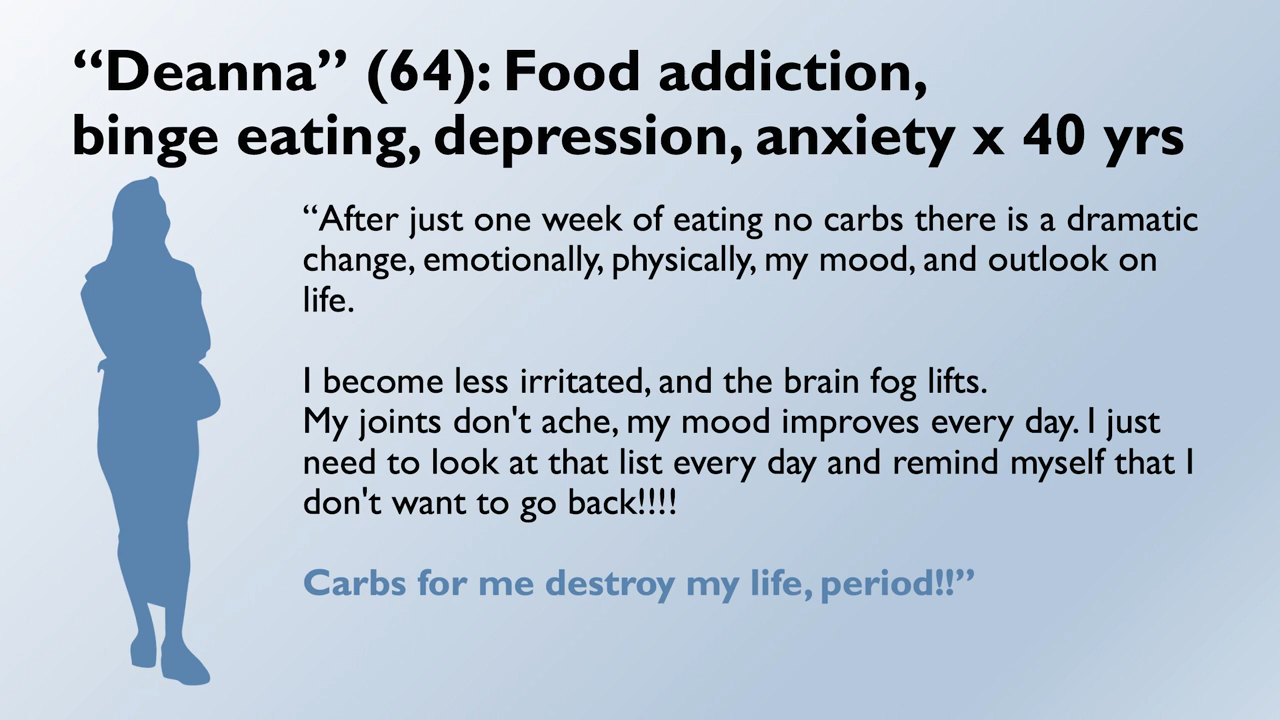 “Deanna” (64): Food addiction,
binge eating, depression, anxiety x 40 yrs
“After just one week of eating no carbs there is a dramatic
change, emotionally, physically, my mood, and outlook on
life.
I become less irritated, and the brain fog lifts.
My joints don't ache, my mood improves every day. I just
need to look at that list every day and remind myself that I
don't want to go back!!!!
Carbs for me destroy my life, period!!”